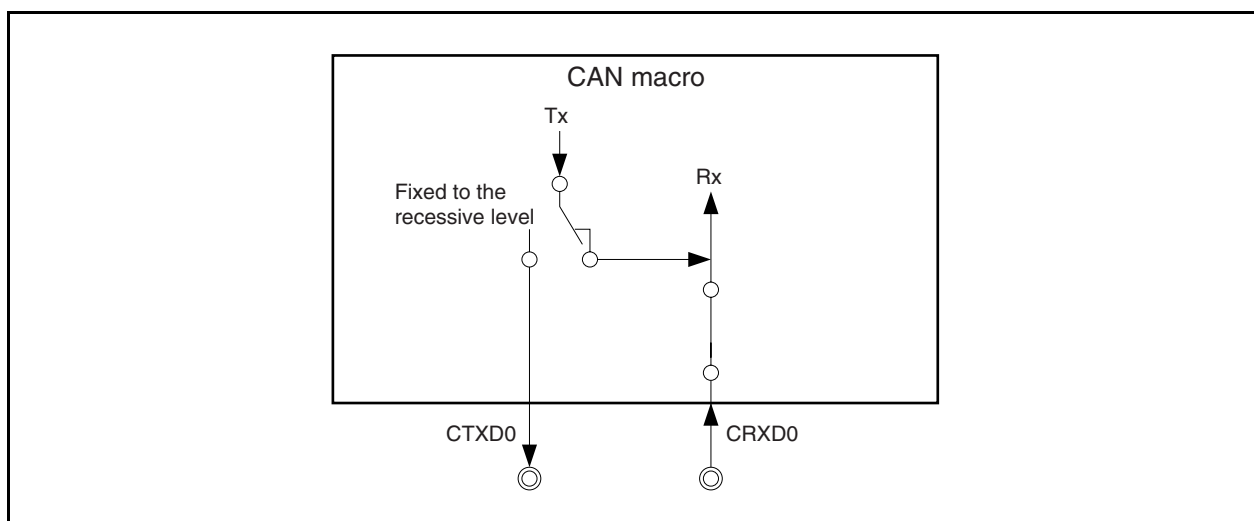 CAN macro
Tx
Rx
Fixed to the
recessive level
CTXD0
CRXD0